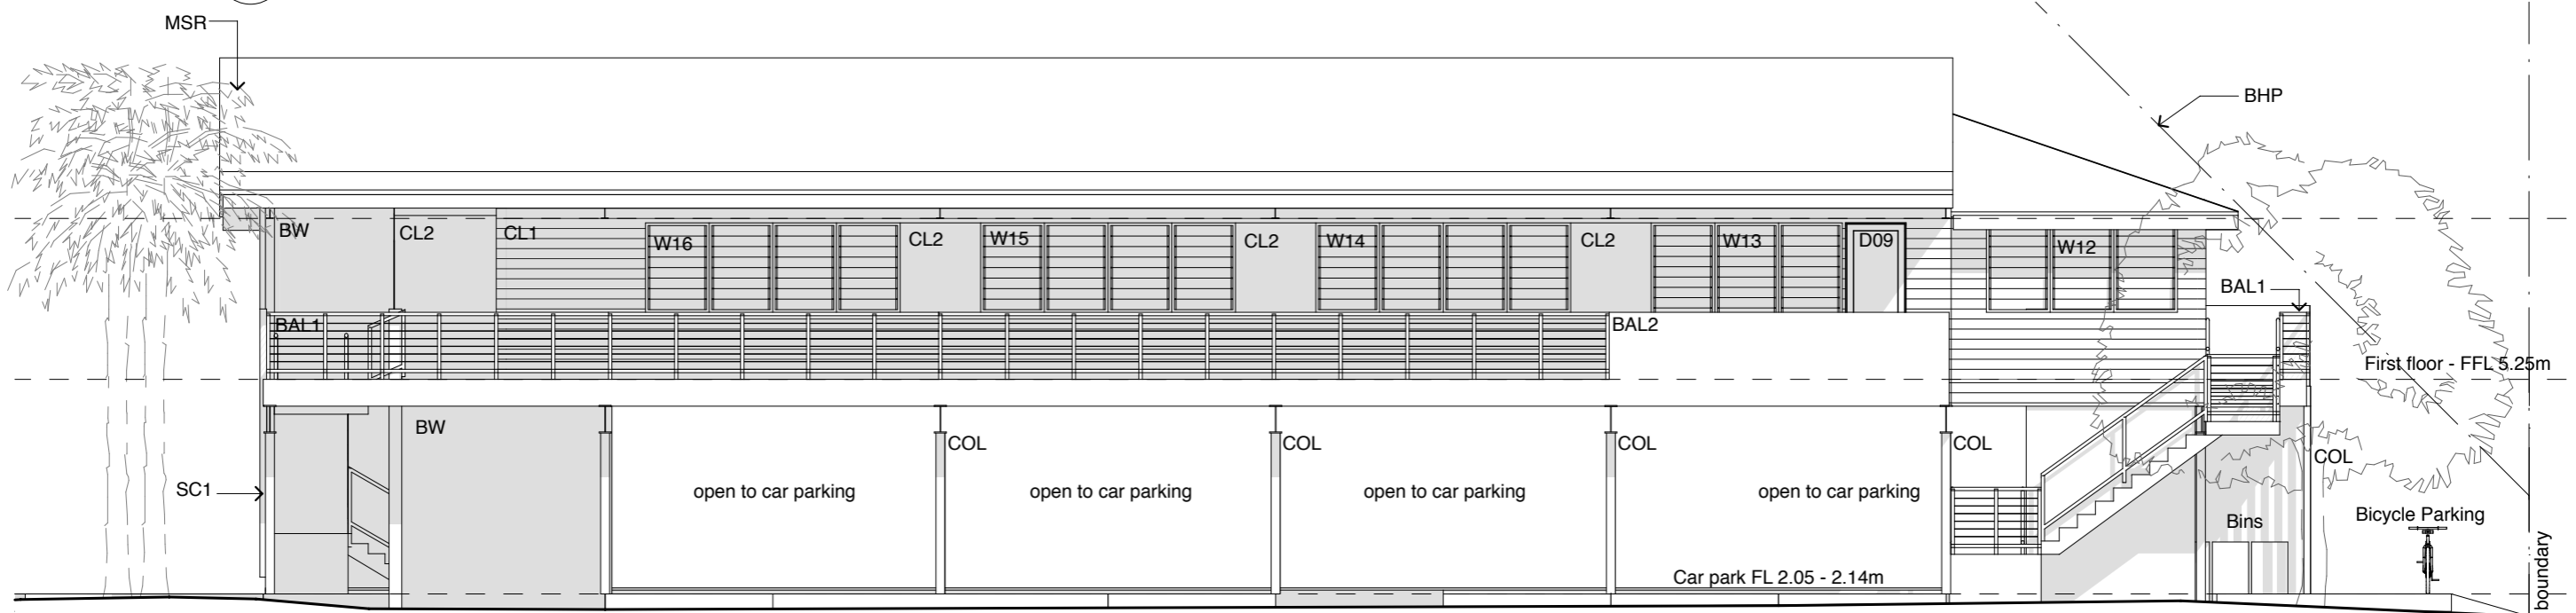 MSR
BHP
BW
CL2
CL1
W16
CL2
W15
CL2
W14
CL2
W13
D09
W12
BAL1
BAL1
BAL2
First floor - FFL 5.25m
BW
COL
COL
COL
COL
COL
SC1
open to car parking
open to car parking
open to car parking
open to car parking
Bins
Bicycle Parking
Car park FL 2.05 - 2.14m
boundary